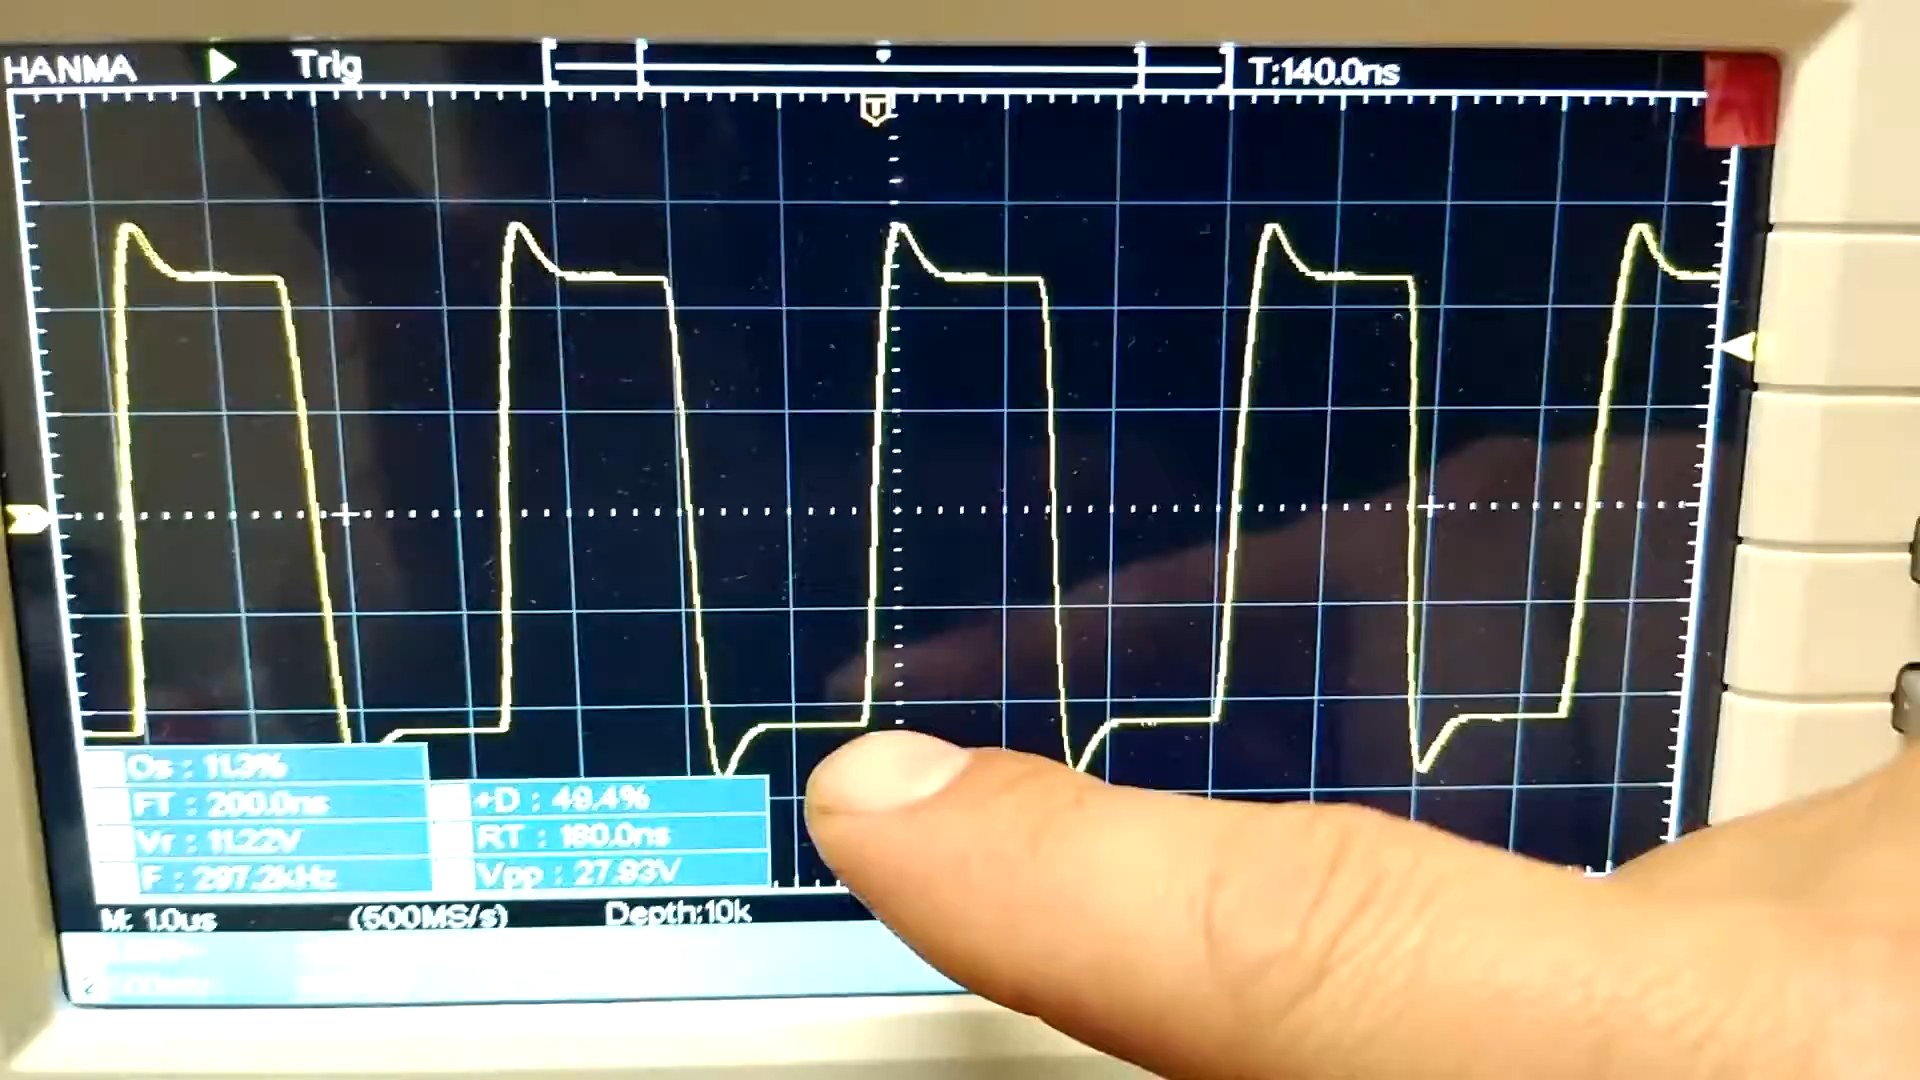 HANMA Trig T:140.0ns
T
Os : 11.3%
FT : 200.0ns
Vr : 11.22V
F : 297.2kHz
+D : 49.4%
RT : 180.0ns
Vpp : 27.93V
M: 1.0us (500MS/s) Depth:10k